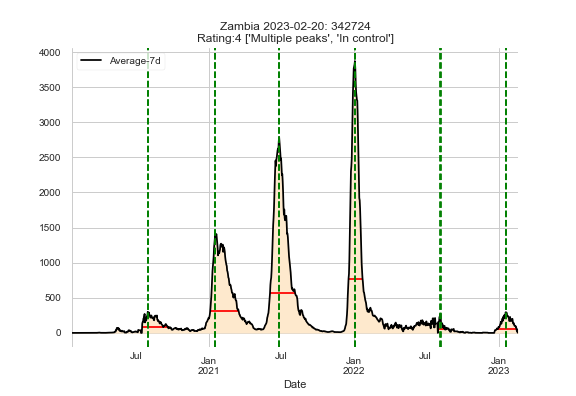 Zambia 2023-02-20: 342724
Rating:4 ['Multiple peaks', 'In control']
Average-7d
4000
3500
3000
2500
2000
1500
1000
500
0
Jul
Jan
2021
Jul
Jan
2022
Jul
Jan
2023
Date